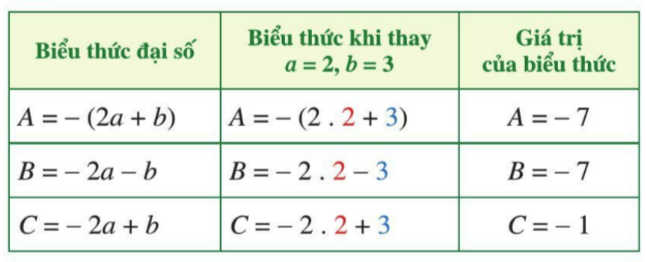 Biểu thức đại số
Biểu thức khi thay
a = 2, b = 3
Giá trị
của biểu thức
A = – (2a + b)
A = – (2 . 2 + 3)
A = – 7
B = – 2a – b
B = – 2 . 2 – 3
B = – 7
C = – 2a + b
C = – 2 . 2 + 3
C = – 1